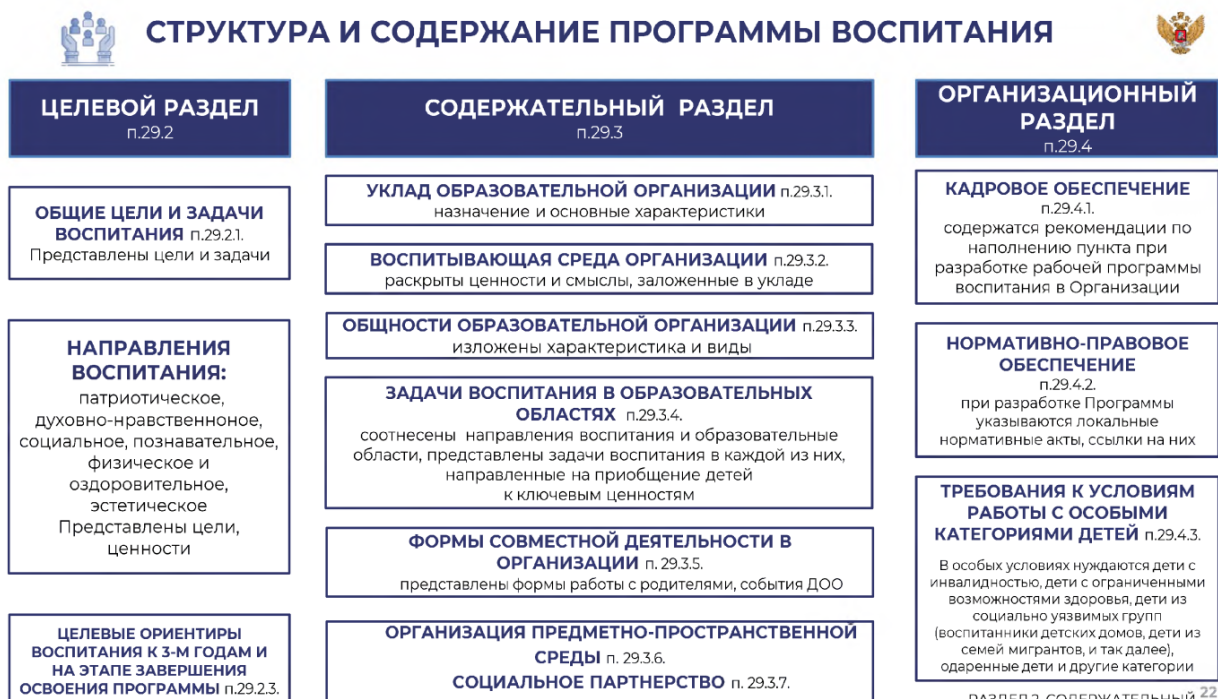 СТРУКТУРА И СОДЕРЖАНИЕ ПРОГРАММЫ ВОСПИТАНИЯ
ЦЕЛЕВОЙ РАЗДЕЛ
п.29.2
ОБЩИЕ ЦЕЛИ И ЗАДАЧИ
ВОСПИТАНИЯ п.29.2.1.
Представлены цели и задачи
НАПРАВЛЕНИЯ
ВОСПИТАНИЯ:
патриотическое,
духовно-нравственноное,
социальное, познавательное,
физическое и
оздоровительное,
эстетическое
Представлены цели,
ценности
ЦЕЛЕВЫЕ ОРИЕНТИРЫ
ВОСПИТАНИЯ К 3-М ГОДАМ И
НА ЭТАПЕ ЗАВЕРШЕНИЯ
ОСВОЕНИЯ ПРОГРАММЫ п.29.2.3.
СОДЕРЖАТЕЛЬНЫЙ РАЗДЕЛ
п.29.3
УКЛАД ОБРАЗОВАТЕЛЬНОЙ ОРГАНИЗАЦИИ п.29.3.1.
назначение и основные характеристики
ВОСПИТЫВАЮЩАЯ СРЕДА ОРГАНИЗАЦИИ п.29.3.2.
раскрыты ценности и смыслы, заложенные в укладе
ОБЩНОСТИ ОБРАЗОВАТЕЛЬНОЙ ОРГАНИЗАЦИИ п.29.3.3.
изложены характеристика и виды
ЗАДАЧИ ВОСПИТАНИЯ В ОБРАЗОВАТЕЛЬНЫХ
ОБЛАСТЯХ п.29.3.4.
соотнесены направления воспитания и образовательные
области, представлены задачи воспитания в каждой из них,
направленные на приобщение детей
к ключевым ценностям
ФОРМЫ СОВМЕСТНОЙ ДЕЯТЕЛЬНОСТИ В
ОРГАНИЗАЦИИ п. 29.3.5.
представлены формы работы с родителями, события ДОО
ОРГАНИЗАЦИЯ ПРЕДМЕТНО-ПРОСТРАНСТВЕННОЙ
СРЕДЫ п. 29.3.6.
СОЦИАЛЬНОЕ ПАРТНЕРСТВО п. 29.3.7.
ОРГАНИЗАЦИОННЫЙ
РАЗДЕЛ
п.29.4
КАДРОВОЕ ОБЕСПЕЧЕНИЕ
п.29.4.1.
содержатся рекомендации по
наполнению пункта при
разработке рабочей программы
воспитания в Организации
НОРМАТИВНО-ПРАВОВОЕ
ОБЕСПЕЧЕНИЕ
п.29.4.2.
при разработке Программы
указываются локальные
нормативные акты, ссылки на них
ТРЕБОВАНИЯ К УСЛОВИЯМ
РАБОТЫ С ОСОБЫМИ
КАТЕГОРИЯМИ ДЕТЕЙ п.29.4.3.
В особых условиях нуждаются дети с
инвалидностью, дети с ограниченными
возможностями здоровья, дети из
социально уязвимых групп
(воспитанники детских домов, дети из
семей мигрантов, и так далее),
одаренные дети и другие категории
РАЗДЕЛ 2. СОДЕРЖАТЕЛЬНЫЙ 22